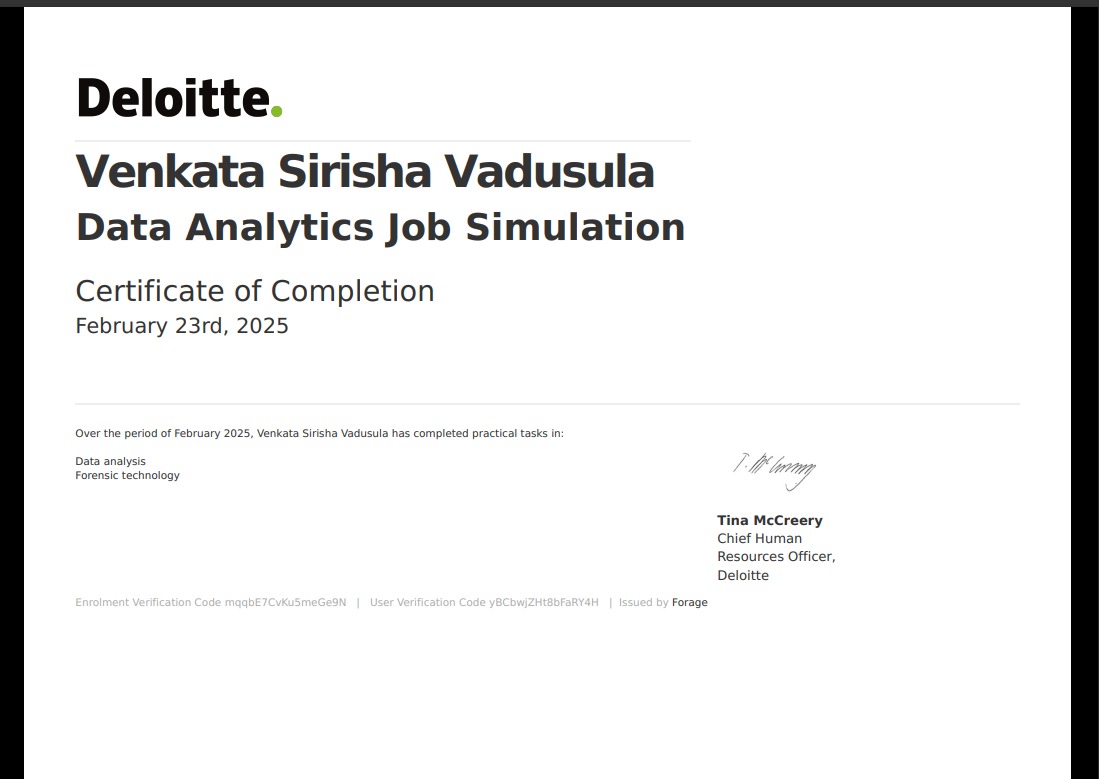 Deloitte.
Venkata Sirisha Vadusula
Data Analytics Job Simulation
Certificate of Completion
February 23rd, 2025
Over the period of February 2025, Venkata Sirisha Vadusula has completed practical tasks in:
Data analysis
Forensic technology
T. McCreery
Tina McCreery
Chief Human
Resources Officer,
Deloitte
Enrolment Verification Code mqqbE7CvKu5meGe9N | User Verification Code yBCbwjZHt8bFaRY4H | Issued by Forage